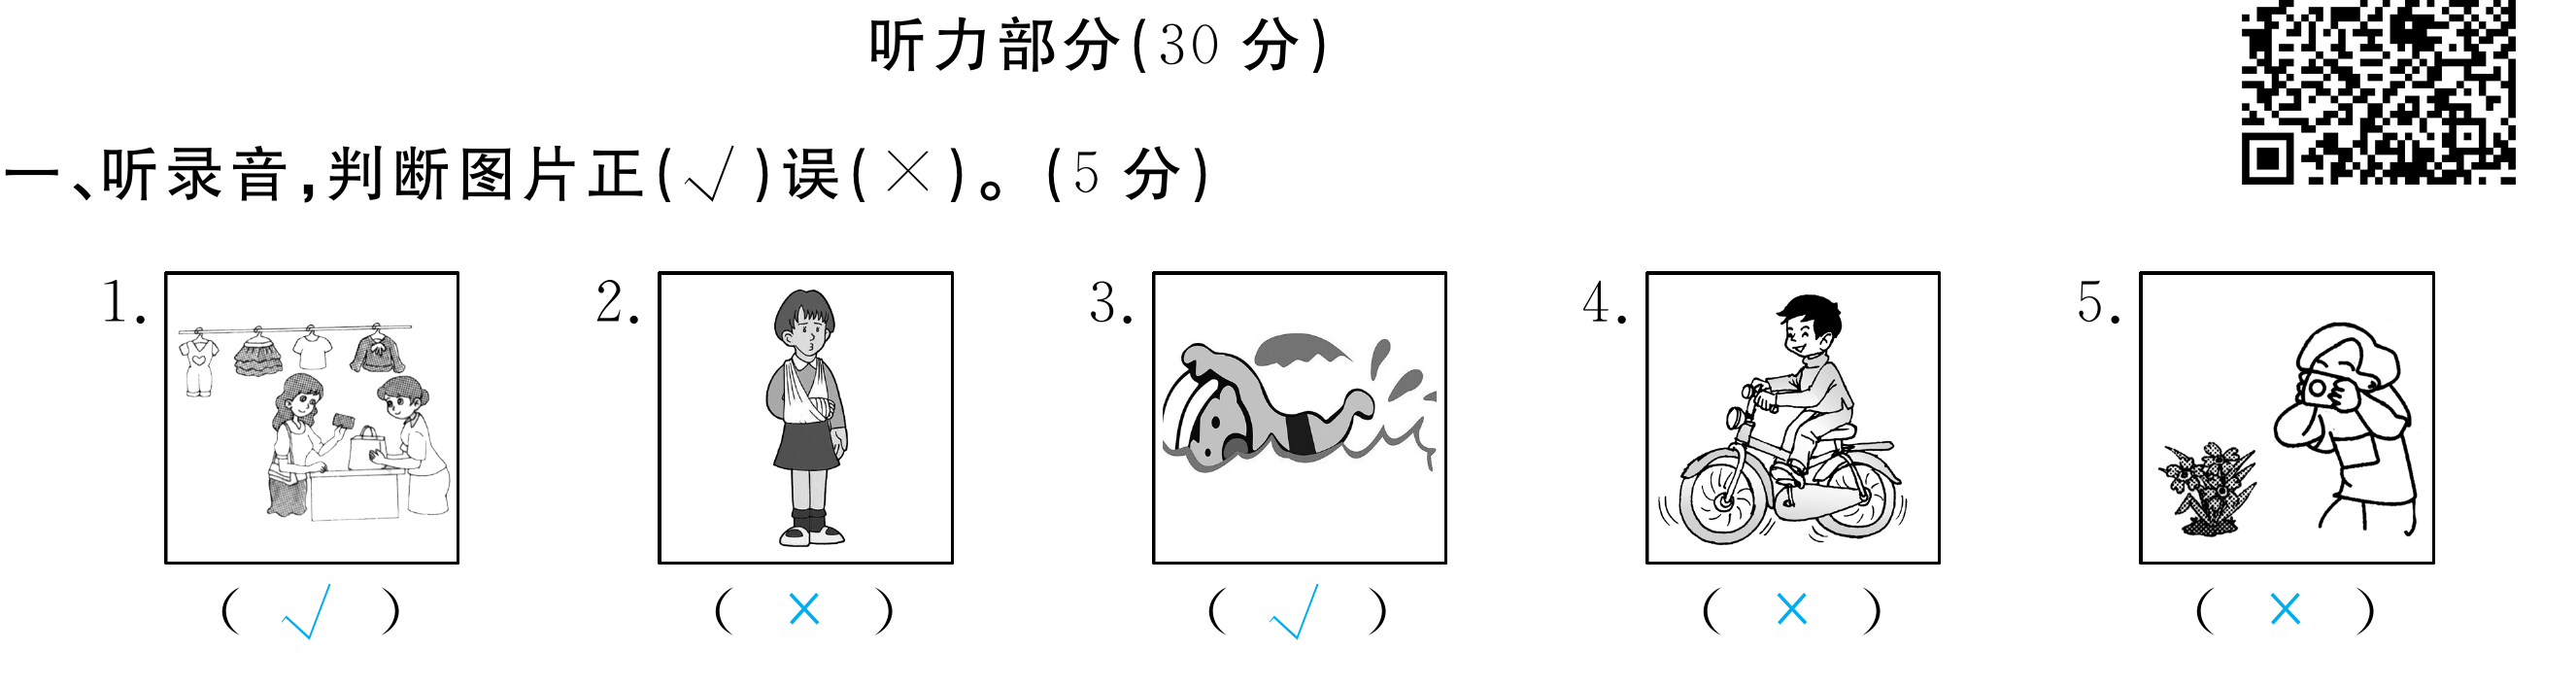 听力部分(30 分)
一、听录音,判断图片正(√)误(×)。(5 分)
1. 2. 3. 4. 5.
( √ ) ( × ) ( √ ) ( × ) ( × )